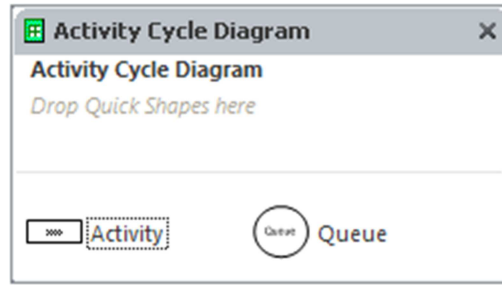 Activity Cycle Diagram
Activity Cycle Diagram
Drop Quick Shapes here
Activity
Queue Queue